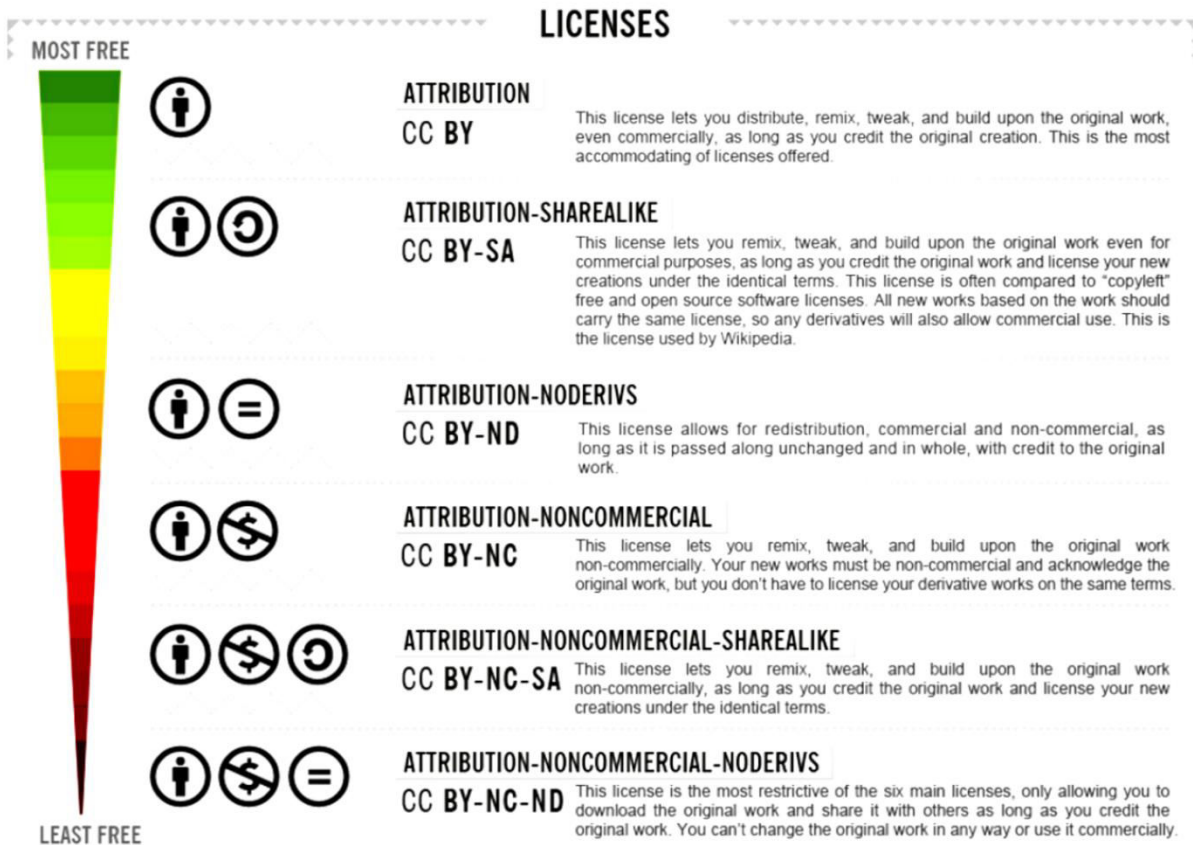 LICENSES
MOST FREE
ATTRIBUTION
CC BY
This license lets you distribute, remix, tweak, and build upon the original work,
even commercially, as long as you credit the original creation. This is the most
accommodating of licenses offered.
ATTRIBUTION-SHAREALIKE
CC BY-SA
This license lets you remix, tweak, and build upon the original work even for
commercial purposes, as long as you credit the original work and license your new
creations under the identical terms. This license is often compared to “copyleft”
free and open source software licenses. All new works based on the work should
carry the same license, so any derivatives will also allow commercial use. This is
the license used by Wikipedia.
ATTRIBUTION-NODERIVS
CC BY-ND
This license allows for redistribution, commercial and non-commercial, as
long as it is passed along unchanged and in whole, with credit to the original
work.
ATTRIBUTION-NONCOMMERCIAL
CC BY-NC
This license lets you remix, tweak, and build upon the original work
non-commercially. Your new works must be non-commercial and acknowledge the
original work, but you don’t have to license your derivative works on the same terms.
ATTRIBUTION-NONCOMMERCIAL-SHAREALIKE
CC BY-NC-SA
This license lets you remix, tweak, and build upon the original work
non-commercially, as long as you credit the original work and license your new
creations under the identical terms.
ATTRIBUTION-NONCOMMERCIAL-NODERIVS
CC BY-NC-ND
This license is the most restrictive of the six main licenses, only allowing you to
download the original work and share it with others as long as you credit the
original work. You can’t change the original work in any way or use it commercially.
LEAST FREE